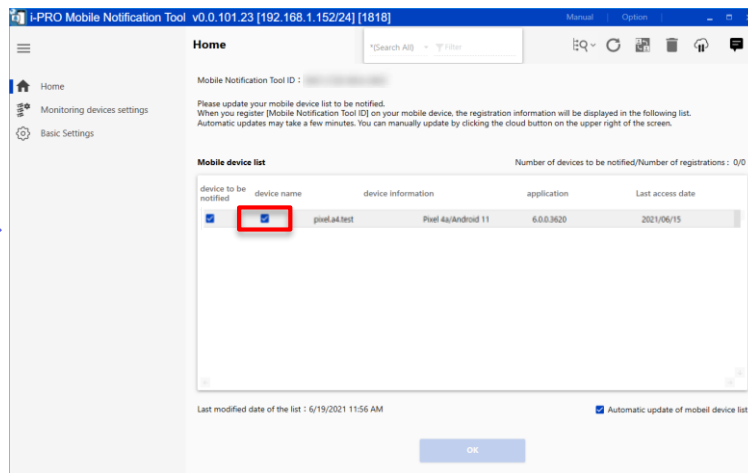 i-PRO Mobile Notification Tool v0.0.101.23 [192.168.1.152/24] [1818]
Manual | Option |
Home
*(Search All)
Filter
Home
Monitoring devices settings
Basic Settings
Mobile Notification Tool ID :
Please update your mobile device list to be notified.
When you register [Mobile Notification Tool ID] on your mobile device, the registration information will be displayed in the following list.
Automatic updates may take a few minutes. You can manually update by clicking the cloud button on the upper right of the screen.
Mobile device list
Number of devices to be notified/Number of registrations : 0/0
device to be notified
device name
device information
application
Last access date
pixel.a4.test
Pixel 4a/Android 11
6.0.0.3620
2021/06/15
Last modified date of the list : 6/19/2021 11:56 AM
Automatic update of mobeil device list
OK